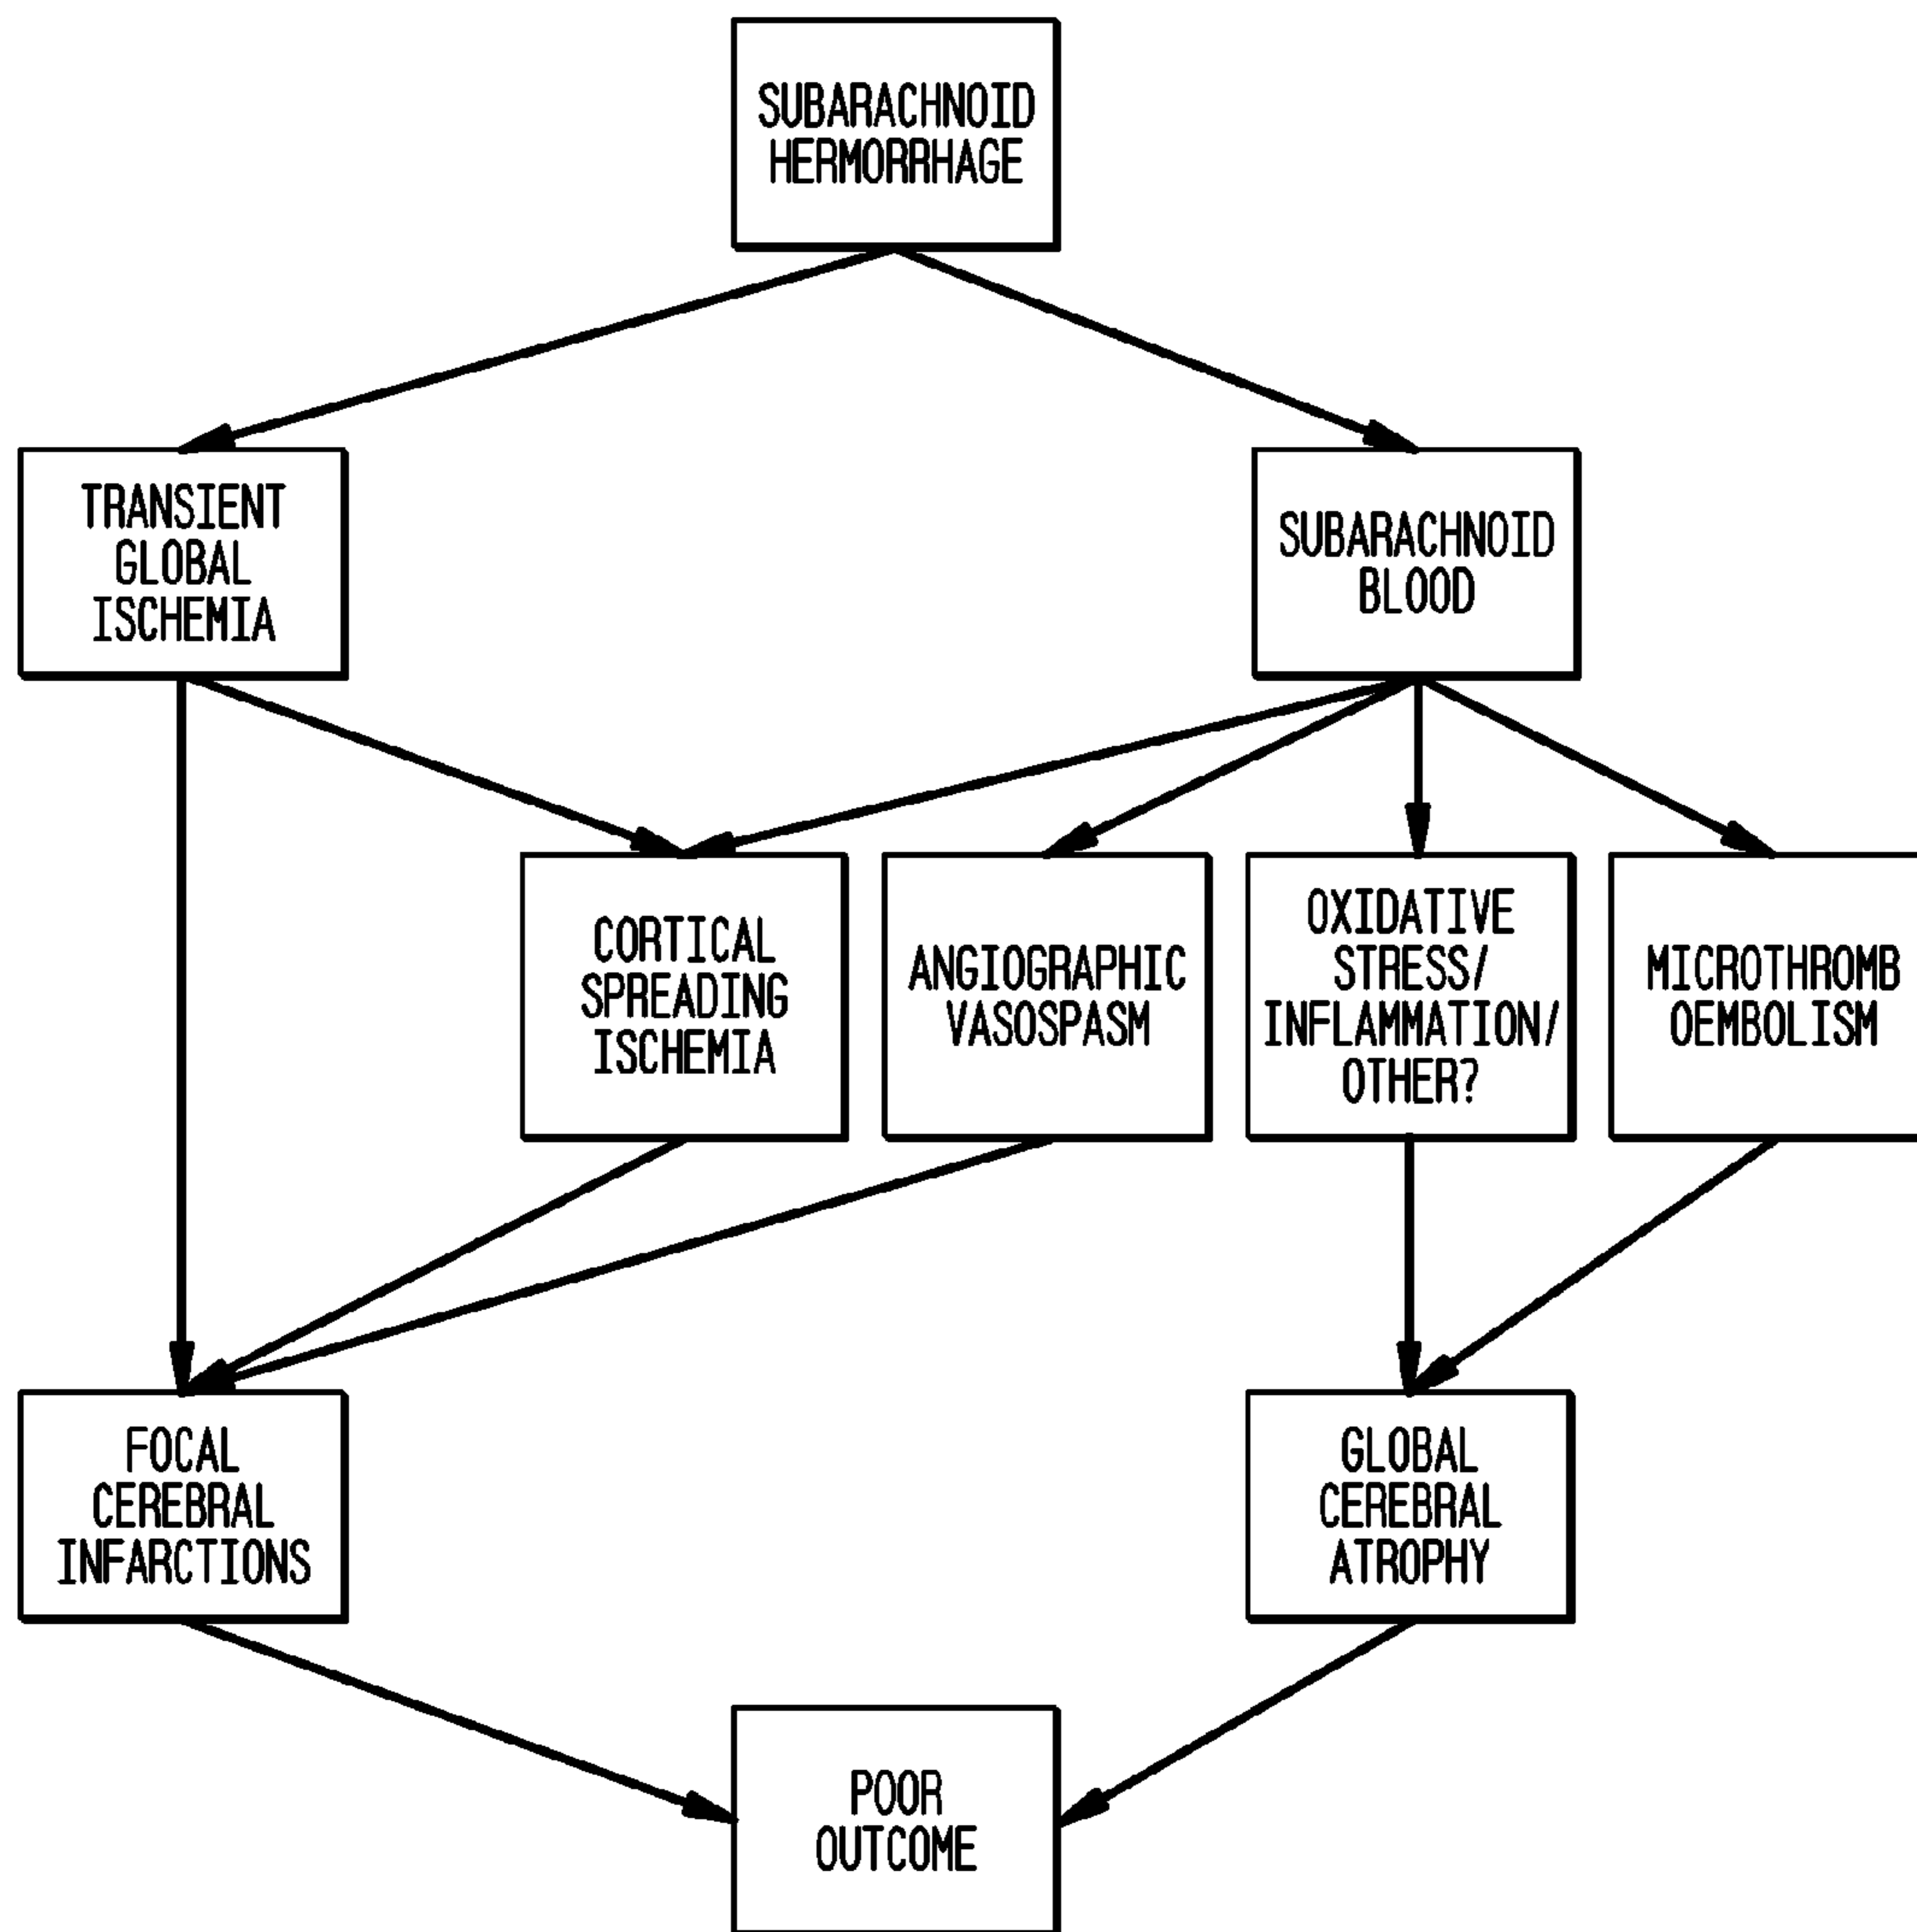 SUBARACHNOID
HERMORRHAGE
TRANSIENT
GLOBAL
ISCHEMIA
SUBARACHNOID
BLOOD
CORTICAL
SPREADING
ISCHEMIA
ANGIOGRAPHIC
VASOSPASM
OXIDATIVE
STRESS/
INFLAMMATION/
OTHER?
MICROTHROMB
OEMBOLISM
FOCAL
CEREBRAL
INFARCTIONS
GLOBAL
CEREBRAL
ATROPHY
POOR
OUTCOME